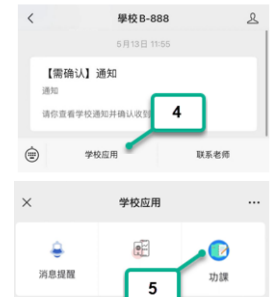 學校B-888
5月13日 11:55
【需确认】通知
通知
请你查看学校通知并确认收到
4
学校应用
联系老师
学校应用
消息提醒
功課
5